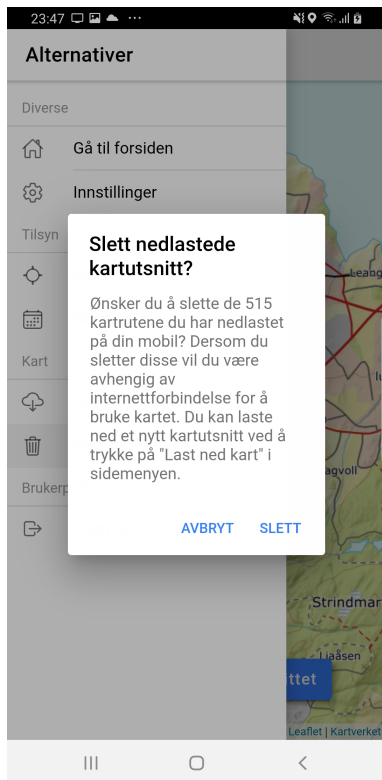 23:47
Alternativer
Diverse
Gå til forsiden
Innstillinger
Tilsyn
Kart
Slett nedlastede
kartutsnitt?
Ønsker du å slette de 515
kartrutene du har nedlastet
på din mobil? Dersom du
sletter disse vil du være
avhengig av
internettforbindelse for å
bruke kartet. Du kan laste
ned et nytt kartutsnitt ved å
trykke på "Last ned kart" i
sidemenyen.
AVBRYT SLETT
Leang
agvoll
Strindmar
Liaåsen
ttet
Leaflet | Kartverket